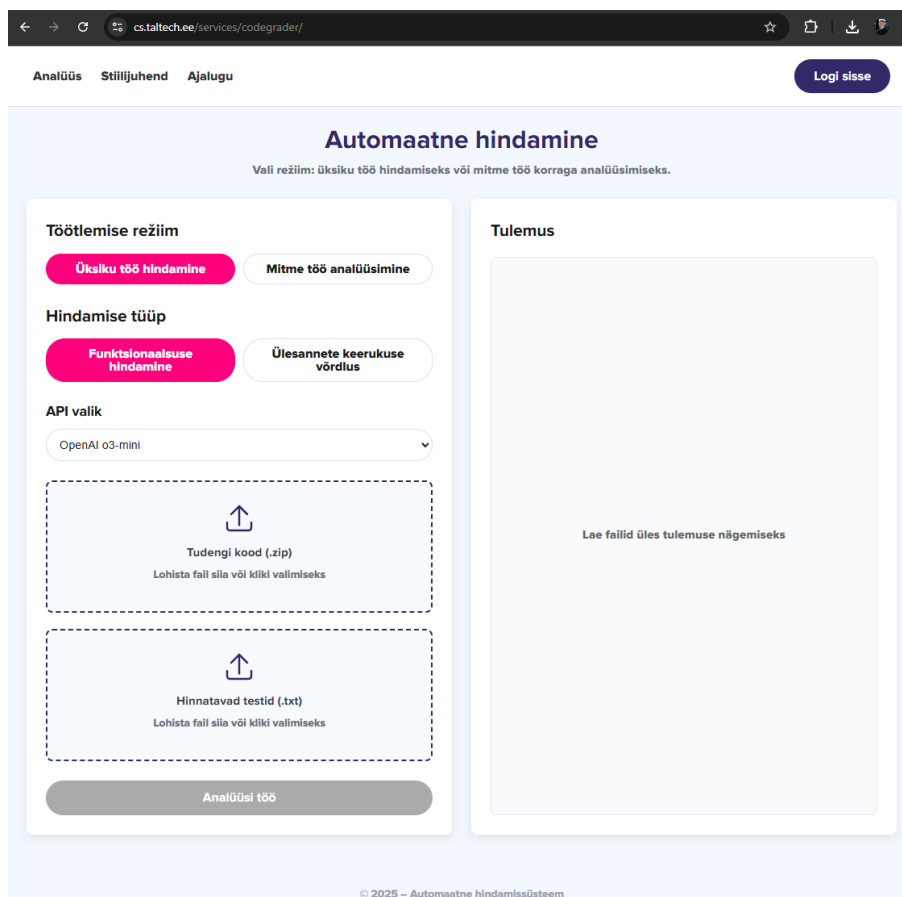 cs.taltech.ee/services/codegrader/
Analüüs Stiilijuhend Ajalugu Logi sisse
Automaatne hindamine
Vali režiim: üksiku töö hindamiseks või mitme töö korraga analüüsimiseks.
Töötlemise režiim
Üksiku töö hindamine
Mitme töö analüüsimine
Hindamise tüüp
Funktsionaalsuse
hindamine
Ülesannete keerukuse
võrdlus
API valik
OpenAI o3-mini
Tudengi kood (.zip)
Lohista fail siia või kliki valimiseks
Hinnatavad testid (.txt)
Lohista fail siia või kliki valimiseks
Analüüsi töö
Tulemus
Lae failid üles tulemuse nägemiseks
© 2025 – Automaatne hindamissüsteem